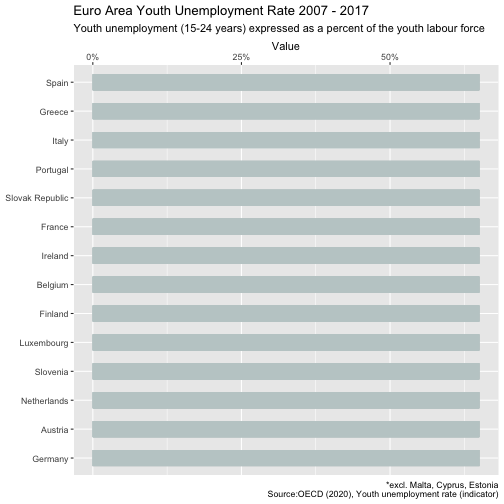 Euro Area Youth Unemployment Rate 2007 - 2017
Youth unemployment (15-24 years) expressed as a percent of the youth labour force
Value
0% 25% 50%
Spain
Greece
Italy
Portugal
Slovak Republic
France
Ireland
Belgium
Finland
Luxembourg
Slovenia
Netherlands
Austria
Germany
*excl. Malta, Cyprus, Estonia
Source:OECD (2020), Youth unemployment rate (indicator)